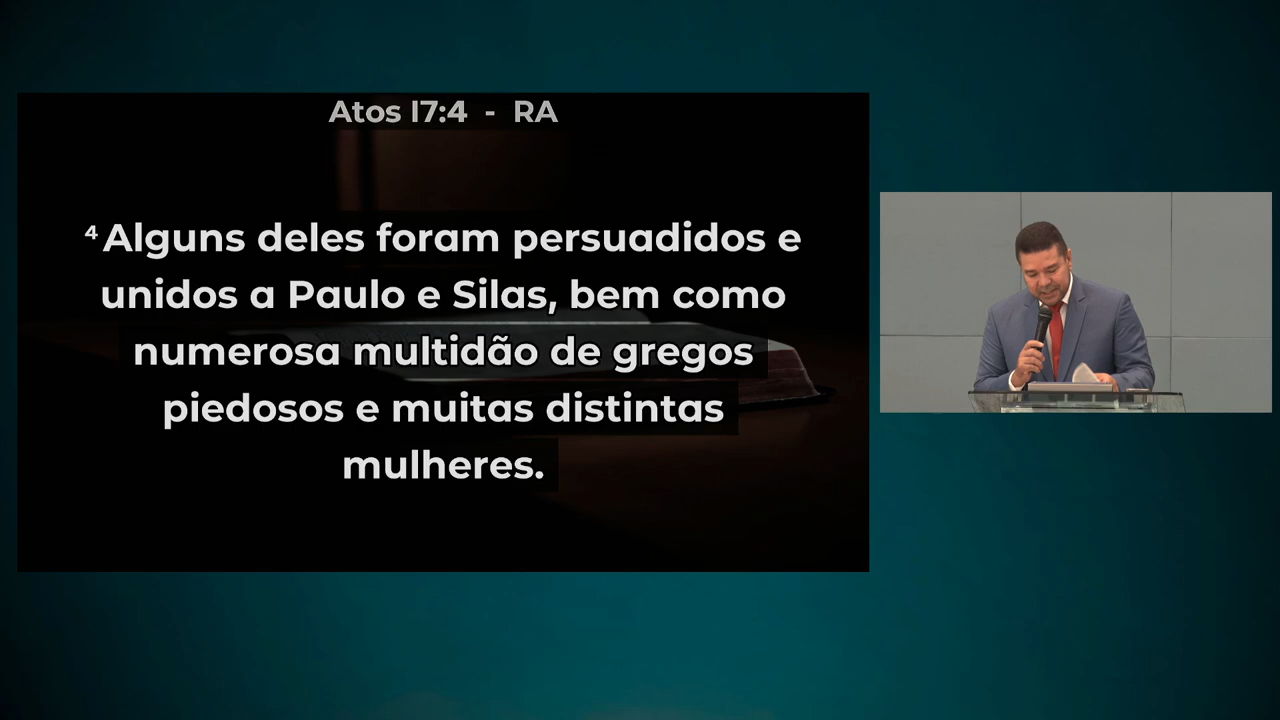 Atos 17:4 - RA
⁴ Alguns deles foram persuadidos e
unidos a Paulo e Silas, bem como
numerosa multidão de gregos
piedosos e muitas distintas
mulheres.